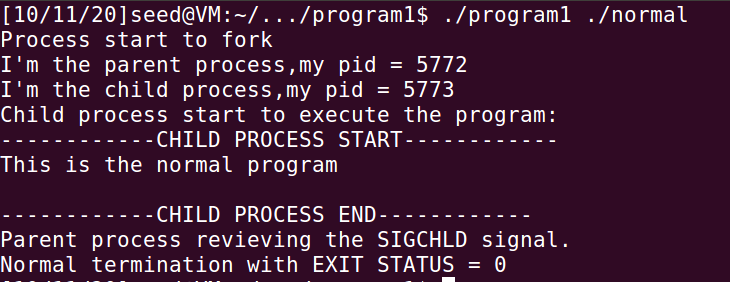 [10/11/20]seed@VM:~/.../program1$ ./program1 ./normal
Process start to fork
I'm the parent process,my pid = 5772
I'm the child process,my pid = 5773
Child process start to execute the program:
------------CHILD PROCESS START------------
This is the normal program
------------CHILD PROCESS END------------
Parent process revieving the SIGCHLD signal.
Normal termination with EXIT STATUS = 0